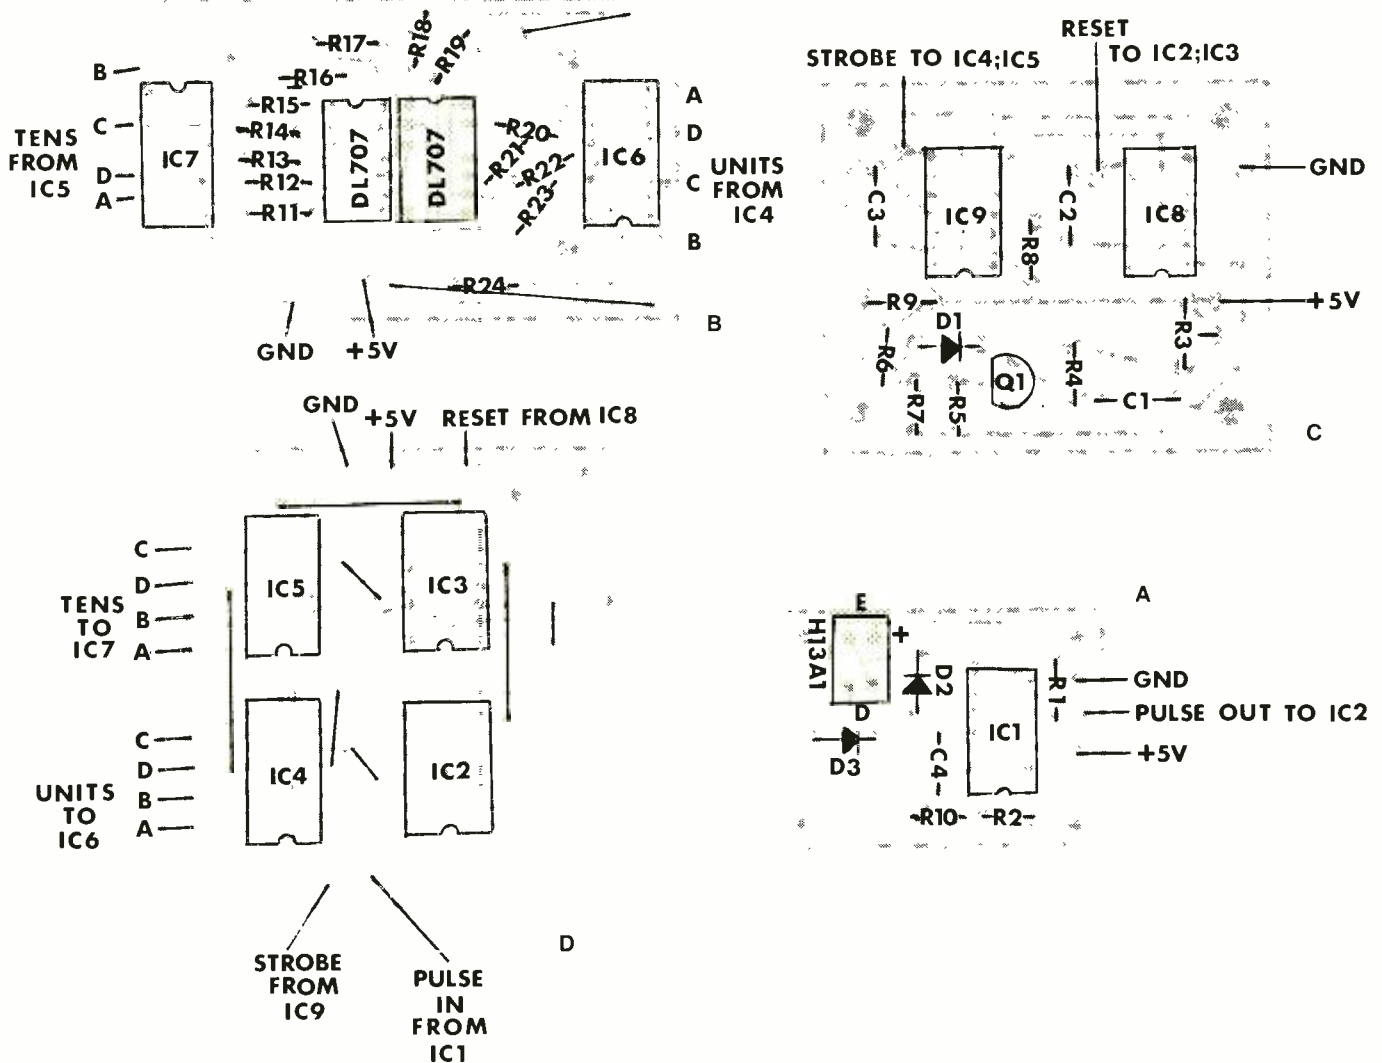 -R17-
-R18-
-R19-
-R16-
B
-R15-
C
-R14-
TENS
FROM
IC5
IC7
-R13-
DL707
DL707
D
-R12-
A
-R11-
-R20-
-R21-
-R22-
-R23-
IC6
A
D
C
UNITS
FROM
IC4
B
-R24-
B
GND
+5V
STROBE TO IC4;IC5
RESET
TO IC2;IC3
GND
-C3-
IC9
-C2-
-R8-
IC8
-R9-
+5V
D1
-R3-
-R6-
Q1
-R4-
-R7-
-R5-
C1
C
GND
+5V
RESET FROM IC8
C
D
B
A
TENS
TO
IC7
IC5
IC3
C
D
B
A
UNITS
TO
IC6
IC4
IC2
STROBE
FROM
IC9
PULSE
IN
FROM
IC1
D
A
E
H13A1
+
D2
R1-
GND
PULSE OUT TO IC2
D
IC1
+5V
D3
-C4-
-R10-
-R2-